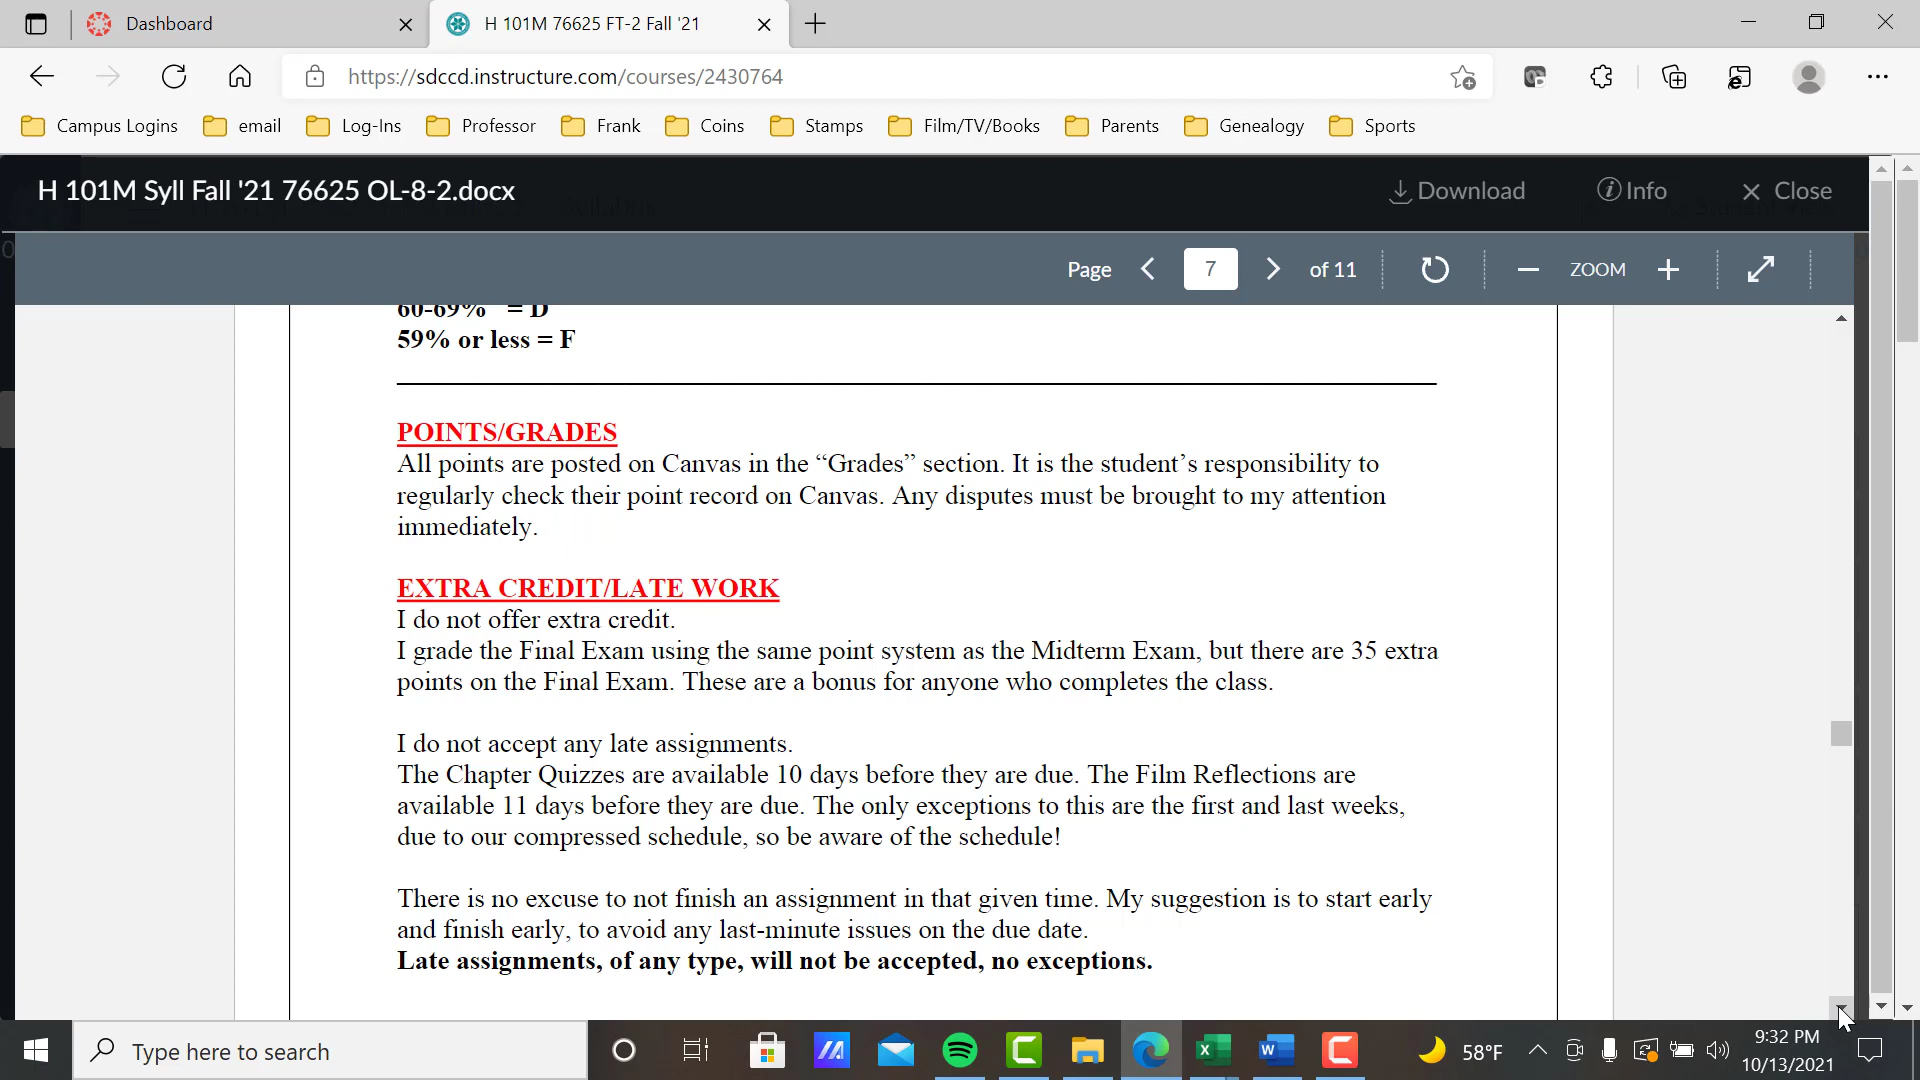 Dashboard
H 101M 76625 FT-2 Fall '21
https://sdccd.instructure.com/courses/2430764
Campus Logins
email
Log-Ins
Professor
Frank
Coins
Stamps
Film/TV/Books
Parents
Genealogy
Sports
H 101M Syll Fall '21 76625 OL-8-2.docx
Download
Info
Close
Page
7
of 11
ZOOM
60-69% = D
59% or less = F
POINTS/GRADES
All points are posted on Canvas in the “Grades” section. It is the student’s responsibility to
regularly check their point record on Canvas. Any disputes must be brought to my attention
immediately.
EXTRA CREDIT/LATE WORK
I do not offer extra credit.
I grade the Final Exam using the same point system as the Midterm Exam, but there are 35 extra
points on the Final Exam. These are a bonus for anyone who completes the class.
I do not accept any late assignments.
The Chapter Quizzes are available 10 days before they are due. The Film Reflections are
available 11 days before they are due. The only exceptions to this are the first and last weeks,
due to our compressed schedule, so be aware of the schedule!
There is no excuse to not finish an assignment in that given time. My suggestion is to start early
and finish early, to avoid any last-minute issues on the due date.
Late assignments, of any type, will not be accepted, no exceptions.
Type here to search
58°F
9:32 PM
10/13/2021